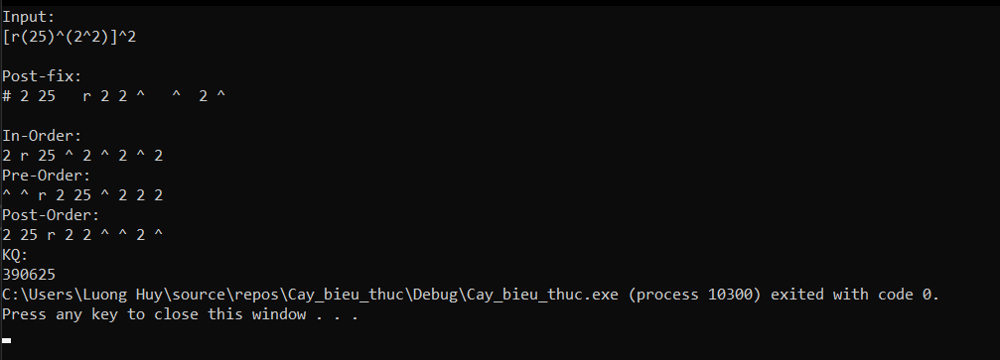 Input:
[r(25)^(2^2)]^2
Post-fix:
# 2 25   r 2 2 ^   ^  2 ^
In-Order:
2 r 25 ^ 2 ^ 2 ^ 2
Pre-Order:
^ ^ r 2 25 ^ 2 2 2
Post-Order:
2 25 r 2 2 ^ ^ 2 ^
KQ:
390625
C:\Users\Luong Huy\source\repos\Cay_bieu_thuc\Debug\Cay_bieu_thuc.exe (process 10300) exited with code 0.
Press any key to close this window . . .